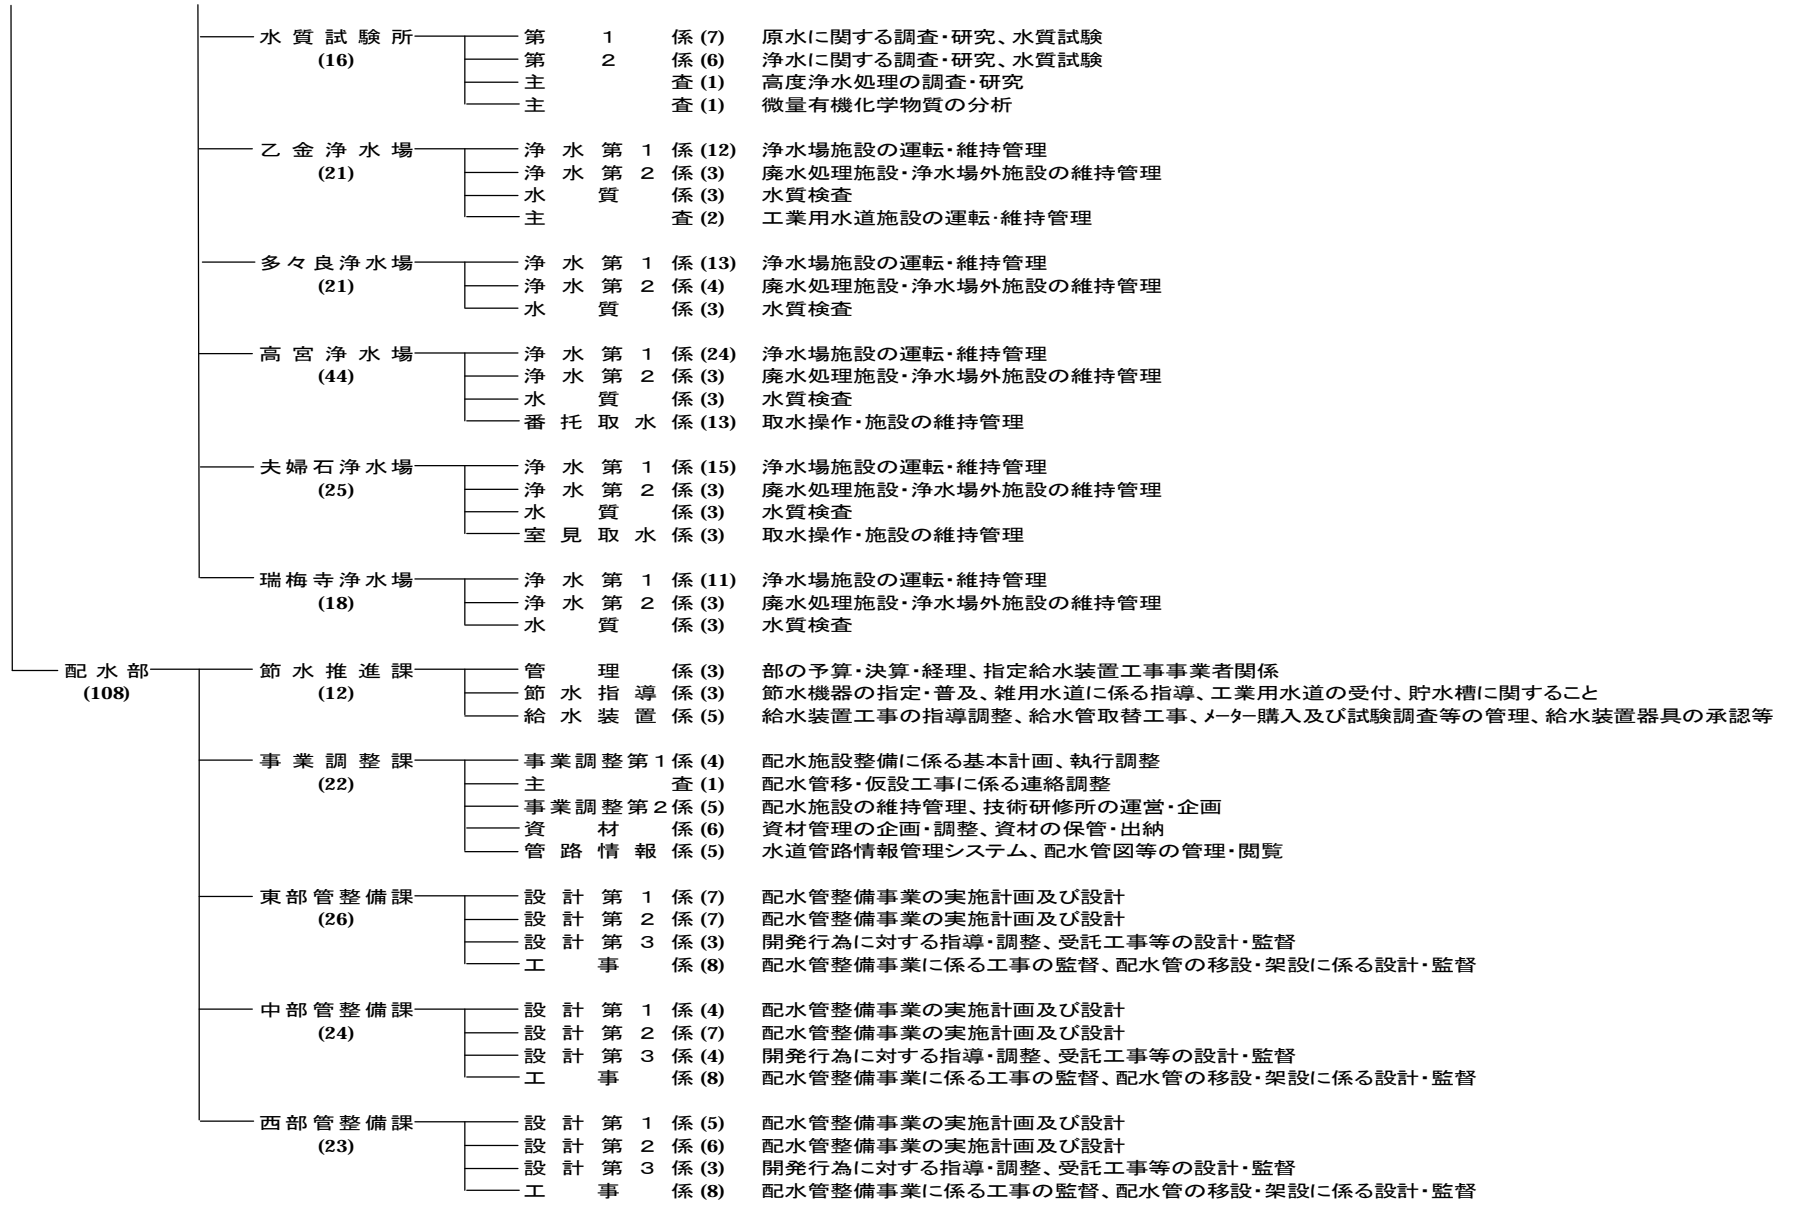 水質試験所 第1係(7) 原水に関する調査・研究、水質試験
(16) 第2係(6) 浄水に関する調査・研究、水質試験
主査(1) 高度浄水処理の調査・研究
主査(1) 微量有機化学物質の分析
乙金浄水場 浄水第1係(12) 浄水場施設の運転・維持管理
(21) 浄水第2係(3) 廃水処理施設・浄水場外施設の維持管理
水質係(3) 水質検査
主査(2) 工業用水道施設の運転・維持管理
多々良浄水場 浄水第1係(13) 浄水場施設の運転・維持管理
(21) 浄水第2係(4) 廃水処理施設・浄水場外施設の維持管理
水質係(3) 水質検査
高宮浄水場 浄水第1係(24) 浄水場施設の運転・維持管理
(44) 浄水第2係(3) 廃水処理施設・浄水場外施設の維持管理
水質係(3) 水質検査
番托取水係(13) 取水操作・施設の維持管理
夫婦石浄水場 浄水第1係(15) 浄水場施設の運転・維持管理
(25) 浄水第2係(3) 廃水処理施設・浄水場外施設の維持管理
水質係(3) 水質検査
室見取水係(3) 取水操作・施設の維持管理
瑞梅寺浄水場 浄水第1係(11) 浄水場施設の運転・維持管理
(18) 浄水第2係(3) 廃水処理施設・浄水場外施設の維持管理
水質係(3) 水質検査
配水部 節水推進課 管理係(3) 部の予算・決算・経理、指定給水装置工事事業者関係
(108) (12) 節水指導係(3) 節水機器の指定・普及、雑用水道に係る指導、工業用水道の受付、貯水槽に関すること
給水装置係(5) 給水装置工事の指導調整、給水管取替工事、メーター購入及び試験調査等の管理、給水装置器具の承認等
事業調整課 事業調整第1係(4) 配水施設整備に係る基本計画、執行調整
(22) 主査(1) 配水管移・仮設工事に係る連絡調整
事業調整第2係(5) 配水施設の維持管理、技術研修所の運営・企画
資材係(6) 資材管理の企画・調整、資材の保管・出納
管路情報係(5) 水道管路情報管理システム、配水管図等の管理・閲覧
東部管整備課 設計第1係(7) 配水管整備事業の実施計画及び設計
(26) 設計第2係(7) 配水管整備事業の実施計画及び設計
設計第3係(3) 開発行為に対する指導・調整、受託工事等の設計・監督
工事係(8) 配水管整備事業に係る工事の監督、配水管の移設・架設に係る設計・監督
中部管整備課 設計第1係(4) 配水管整備事業の実施計画及び設計
(24) 設計第2係(7) 配水管整備事業の実施計画及び設計
設計第3係(4) 開発行為に対する指導・調整、受託工事等の設計・監督
工事係(8) 配水管整備事業に係る工事の監督、配水管の移設・架設に係る設計・監督
西部管整備課 設計第1係(5) 配水管整備事業の実施計画及び設計
(23) 設計第2係(6) 配水管整備事業の実施計画及び設計
設計第3係(3) 開発行為に対する指導・調整、受託工事等の設計・監督
工事係(8) 配水管整備事業に係る工事の監督、配水管の移設・架設に係る設計・監督